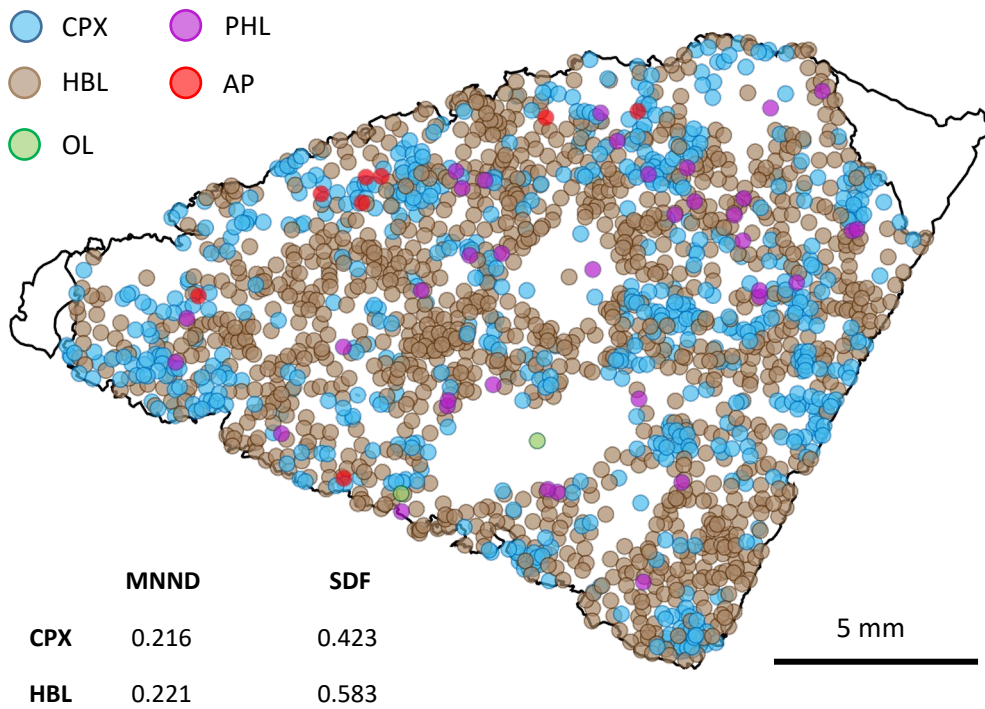 CPX PHL
HBL AP
OL
MNND SDF
CPX 0.216 0.423
HBL 0.221 0.583
5 mm